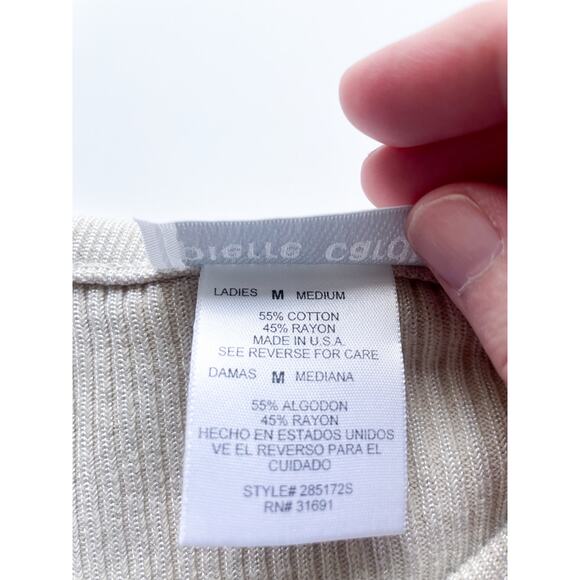 LADIES M MEDIUM
55% COTTON
45% RAYON
MADE IN U.S.A.
SEE REVERSE FOR CARE
DAMAS M MEDIANA
55% ALGODON
45% RAYON
HECHO EN ESTADOS UNIDOS
VE EL REVERSO PARA EL
CUIDADO
STYLE# 285172S
RN# 31691